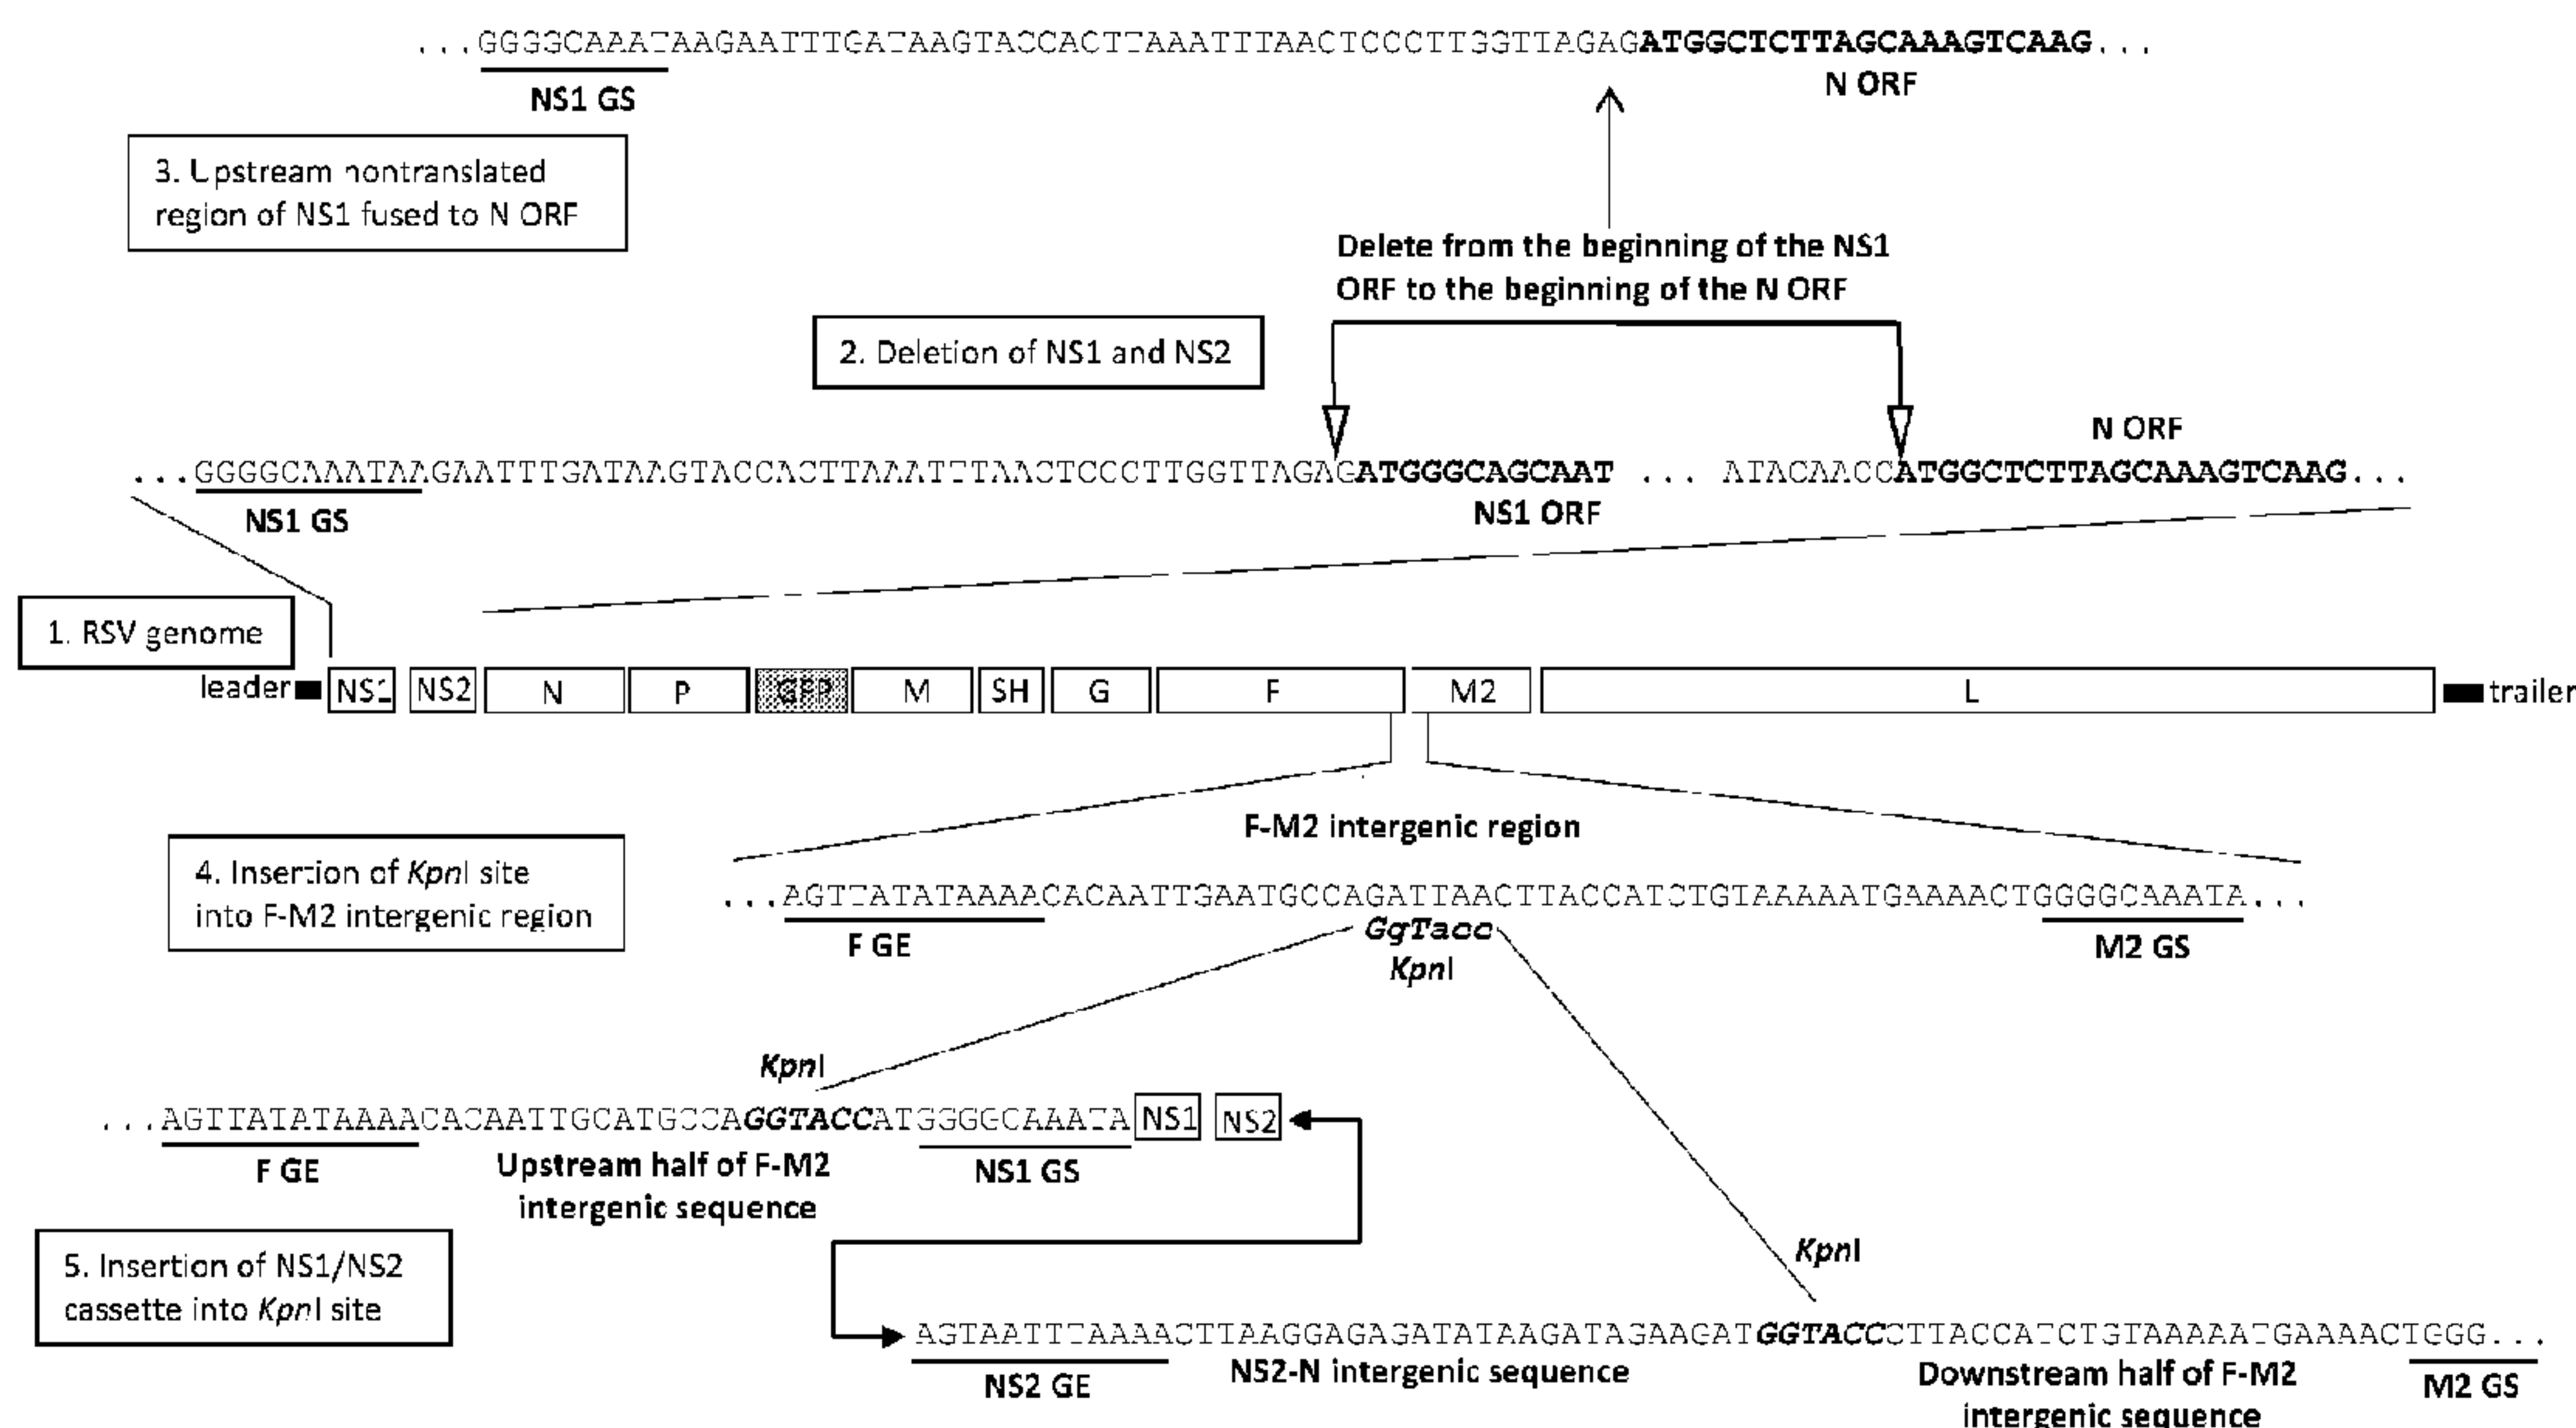 ...GGGGCAAATAAGAATTTGATAAGTACCACTTAAATTTAACTCCCTTGGTTAGAGATGGCTCTTAGCAAAGTCAAG...
NS1 GS
N ORF
3. Upstream nontranslated
region of NS1 fused to N ORF
Delete from the beginning of the NS1
ORF to the beginning of the N ORF
2. Deletion of NS1 and NS2
N ORF
...GGGGCAAATAAGAATTTGATAAGTACCACTTAAATTTAACTCCCTTGGTTAGAGATGGGCAGCAAT ... ATACAACCATGGCTCTTAGCAAAGTCAAG...
NS1 GS
NS1 ORF
1. RSV genome
leader NS1 NS2 N P GFP M SH G F M2 L trailer
F-M2 intergenic region
4. Insertion of KpnI site
into F-M2 intergenic region
...AGTTATATAAAACACAATTGAATGCCAGATTAACTTACCATCTGTAAAAATGAAAACTGGGGCAAATA...
F GE
GgTacc
KpnI
M2 GS
KpnI
...AGTTATATAAAACACAATTGCATGCCAGGTACCATGGGGCAAATA NS1 NS2
F GE
Upstream half of F-M2
intergenic sequence
NS1 GS
5. Insertion of NS1/NS2
cassette into KpnI site
KpnI
AGTAATTTAAAACTTAAGGAGAGATATAAGATAGAAGATGGTACCCTTACCATCTGTAAAAATGAAAACTGGG...
NS2 GE
NS2-N intergenic sequence
Downstream half of F-M2
intergenic sequence
M2 GS